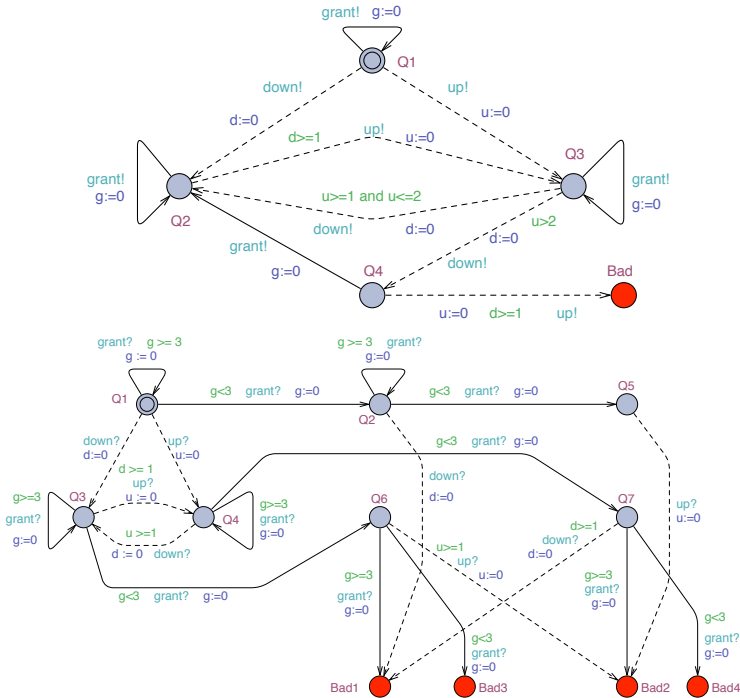 grant! g:=0
Q1
down! up!
d:=0 u:=0
d>=1 up! u:=0
Q3
grant! grant!
g:=0 g:=0
u>=1 and u<=2
Q2 u>2
down! d:=0 d:=0
grant! down!
g:=0 Q4 Bad
u:=0 d>=1 up!
grant? g >= 3
g := 0
g >= 3 grant?
g:=0
Q1 g<3 grant? g:=0
Q2 g<3 grant? g:=0
Q5
down? up?
d:=0 u:=0
g<3 grant? g:=0
d >= 1
up?
u := 0
down?
d:=0
Q3 Q4 Q6 Q7
g>=3
grant?
g:=0
g>=3
grant?
g:=0
u >=1
d := 0 down?
up?
u:=0
d>=1
down?
d:=0
u>=1
up?
u:=0
g<3 grant? g:=0
g>=3
grant?
g:=0
g>=3
grant?
g:=0
g<3
grant?
g:=0
g<3
grant?
g:=0
Bad1 Bad3 Bad2 Bad4